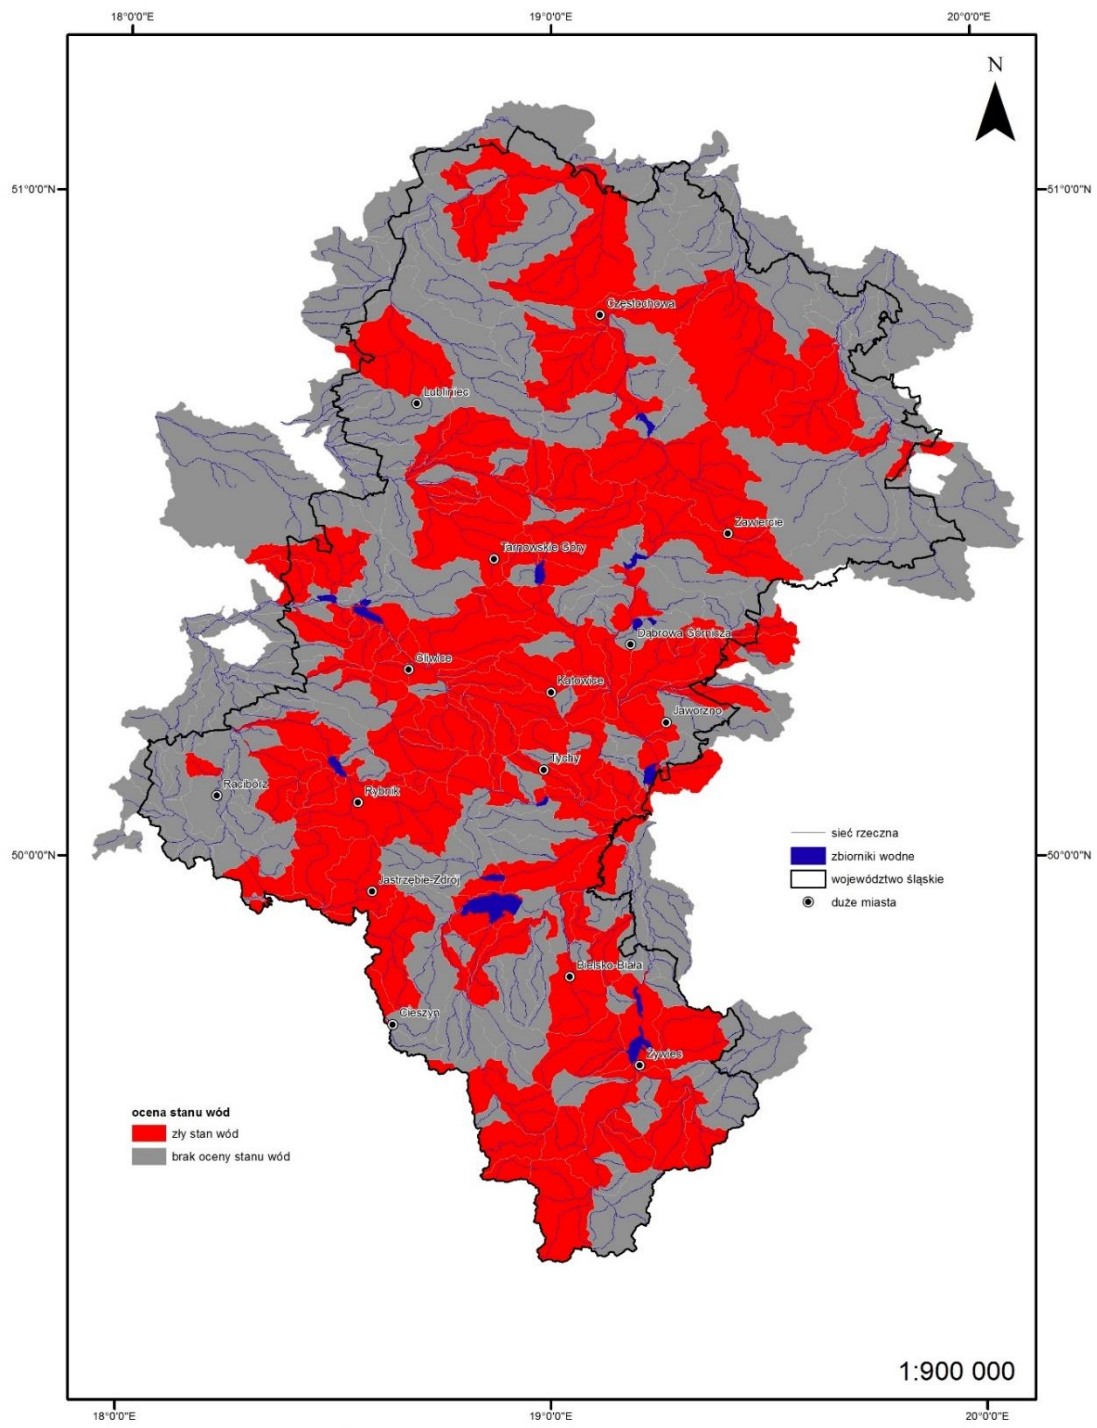 18°0'0"E 19°0'0"E 20°0'0"E
N
51°0'0"N 51°0'0"N
Częstochowa
Lubliniec
Zawiercie
Tarnowskie Góry
Dąbrowa Górnicza
Gliwice
Katowice
Jaworzno
Tychy
Racibórz
Rybnik
sieć rzeczna
50°0'0"N 50°0'0"N
zbiorniki wodne
Jastrzębie-Zdrój
województwo śląskie
duże miasta
Bielsko-Biała
Cieszyn
Żywiec
ocena stanu wód
zły stan wód
brak oceny stanu wód
1:900 000
18°0'0"E 19°0'0"E 20°0'0"E